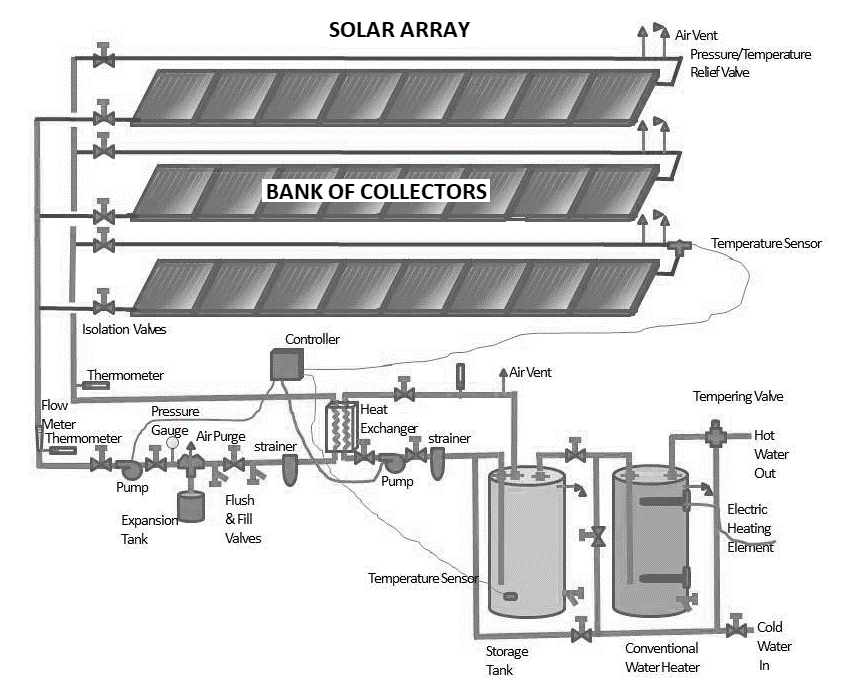 SOLAR ARRAY
Air Vent
Pressure/Temperature
Relief Valve
BANK OF COLLECTORS
Temperature Sensor
Isolation Valves
Controller
Thermometer
Air Vent
Tempering Valve
Flow
Meter
Pressure
Gauge
Heat
Exchanger
Thermometer
Air Purge
strainer
strainer
Hot
Water
Out
Pump
Pump
Expansion
Tank
Flush
& Fill
Valves
Electric
Heating
Element
Temperature Sensor
Storage
Tank
Conventional
Water Heater
Cold
Water
In